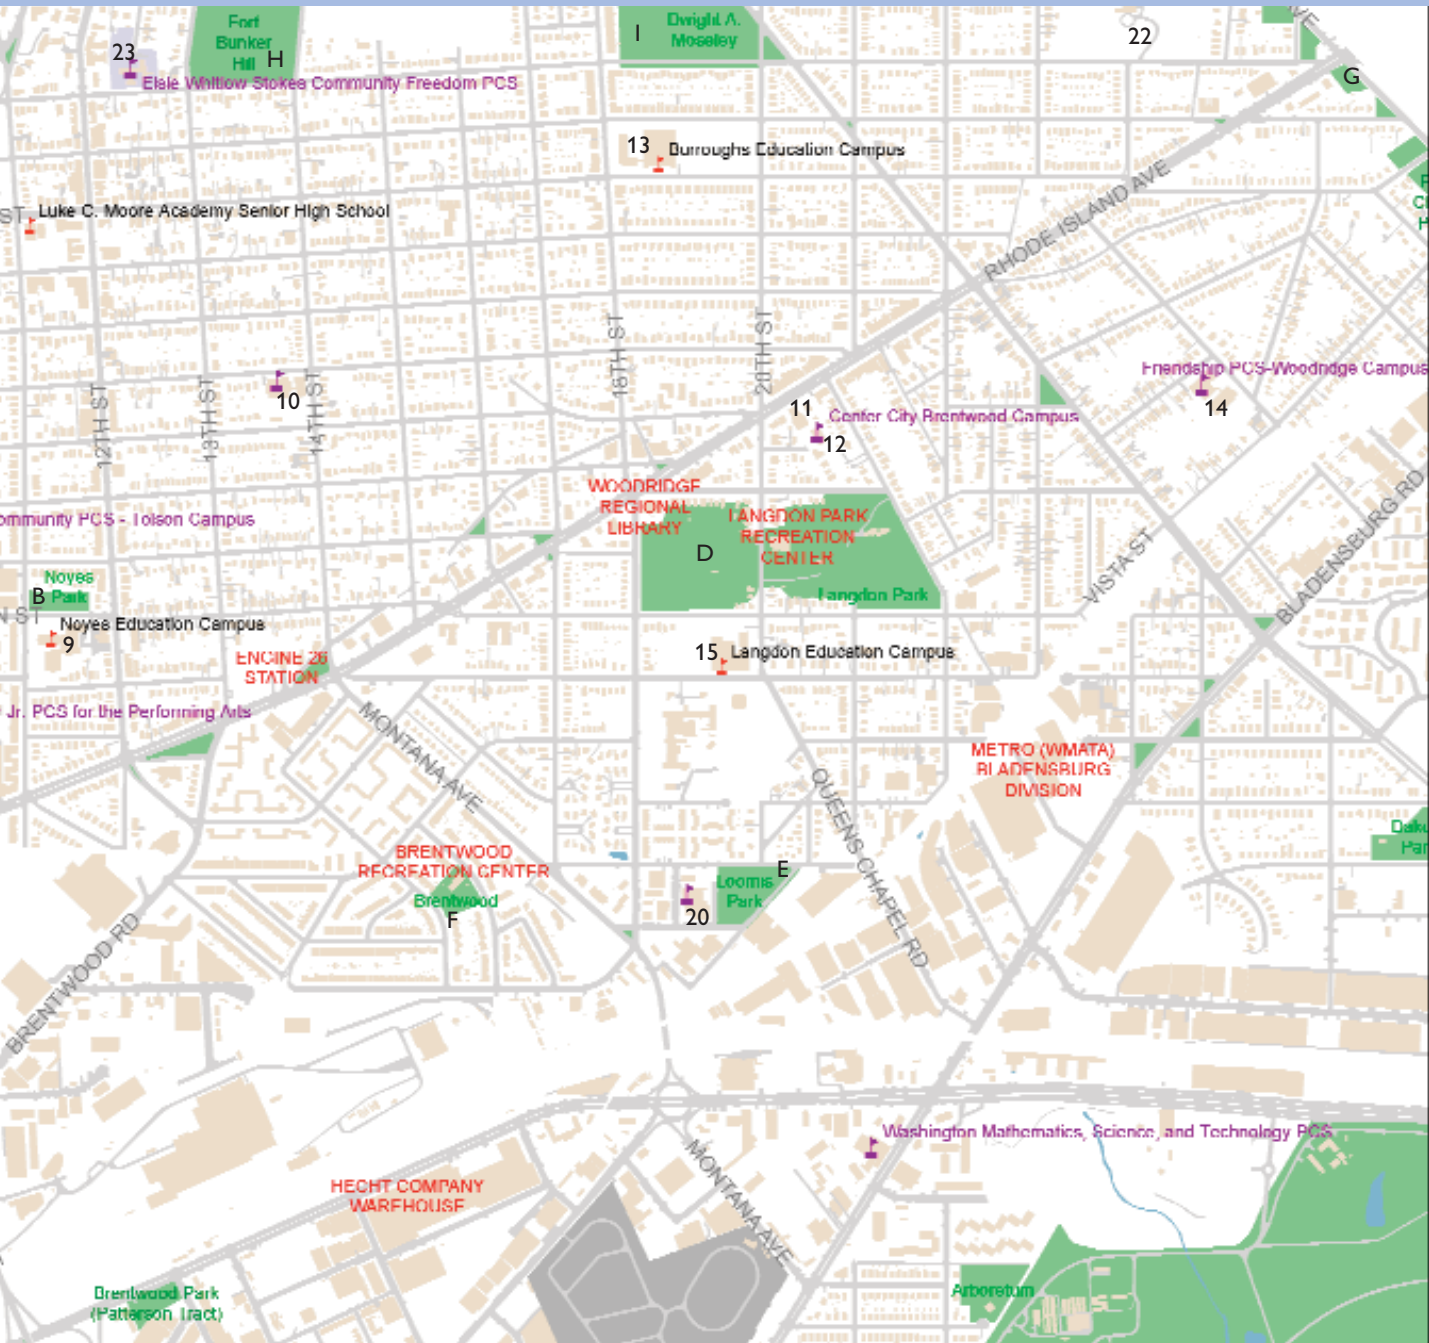 Fort
Bunker
Hill
H
I
Dwight A.
Moseley
22
AVE
23
G
Elsie Whitlow Stokes Community Freedom PCS
13
Burroughs Education Campus
RHODE ISLAND AVE
ST
Luke C. Moore Academy Senior High School
18TH ST
20TH ST
Friendship PCS-Woodridge Campus
14
10
12TH ST
13TH ST
14TH ST
11
Center City Brentwood Campus
12
WOODRIDGE
REGIONAL
LIBRARY
LANGDON PARK
RECREATION
CENTER
D
Langdon Park
BLADENSBURG RD
VISTA ST
ommunity PCS - Tolson Campus
Noyes
Park
B
N ST
Noyes Education Campus
9
ENGINE 26
STATION
15
Langdon Education Campus
Jr. PCS for the Performing Arts
MONTANA AVE
METRO (WMATA)
BLADENSBURG
DIVISION
QUEENS CHAPEL RD
BRENTWOOD
RECREATION CENTER
Brentwood
F
Loomis
Park
E
20
BRENTWOOD RD
Washington Mathematics, Science, and Technology PCS
MONTANA AVE
HECHT COMPANY
WAREHOUSE
Brentwood Park
(Patterson Tract)
Arboretum